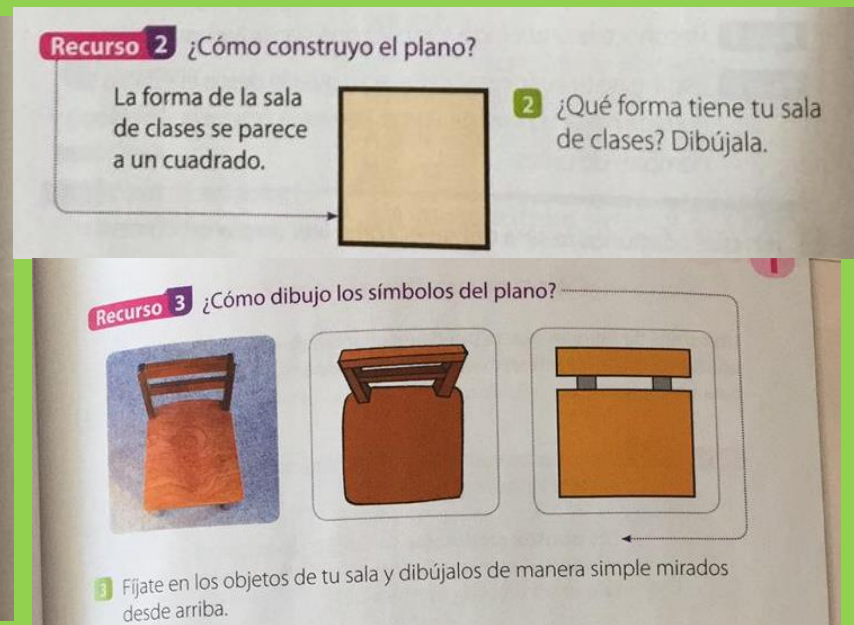 Recurso 2 ¿Cómo construyo el plano?
La forma de la sala
de clases se parece
a un cuadrado.
2 ¿Qué forma tiene tu sala
de clases? Dibújala.
Recurso 3 ¿Cómo dibujo los símbolos del plano?
3 Fíjate en los objetos de tu sala y dibújalos de manera simple mirados
desde arriba.